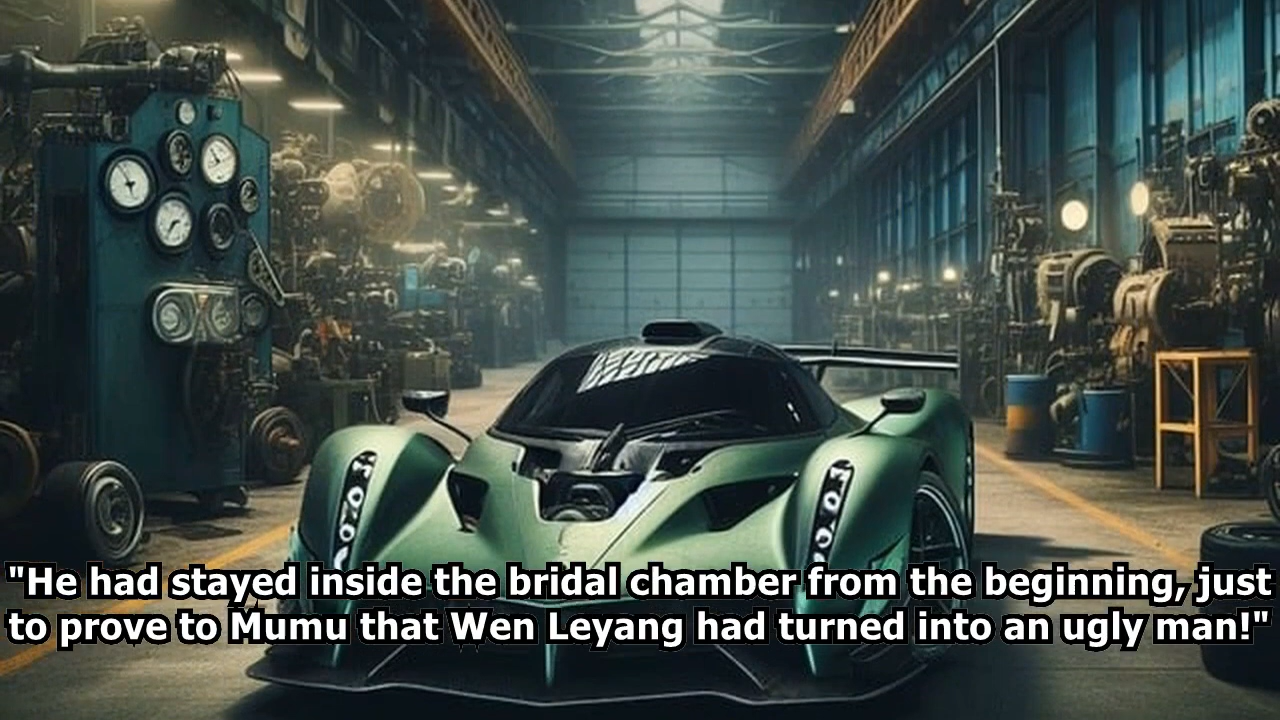 "He had stayed inside the bridal chamber from the beginning, just
to prove to Mumu that Wen Leyang had turned into an ugly man!"